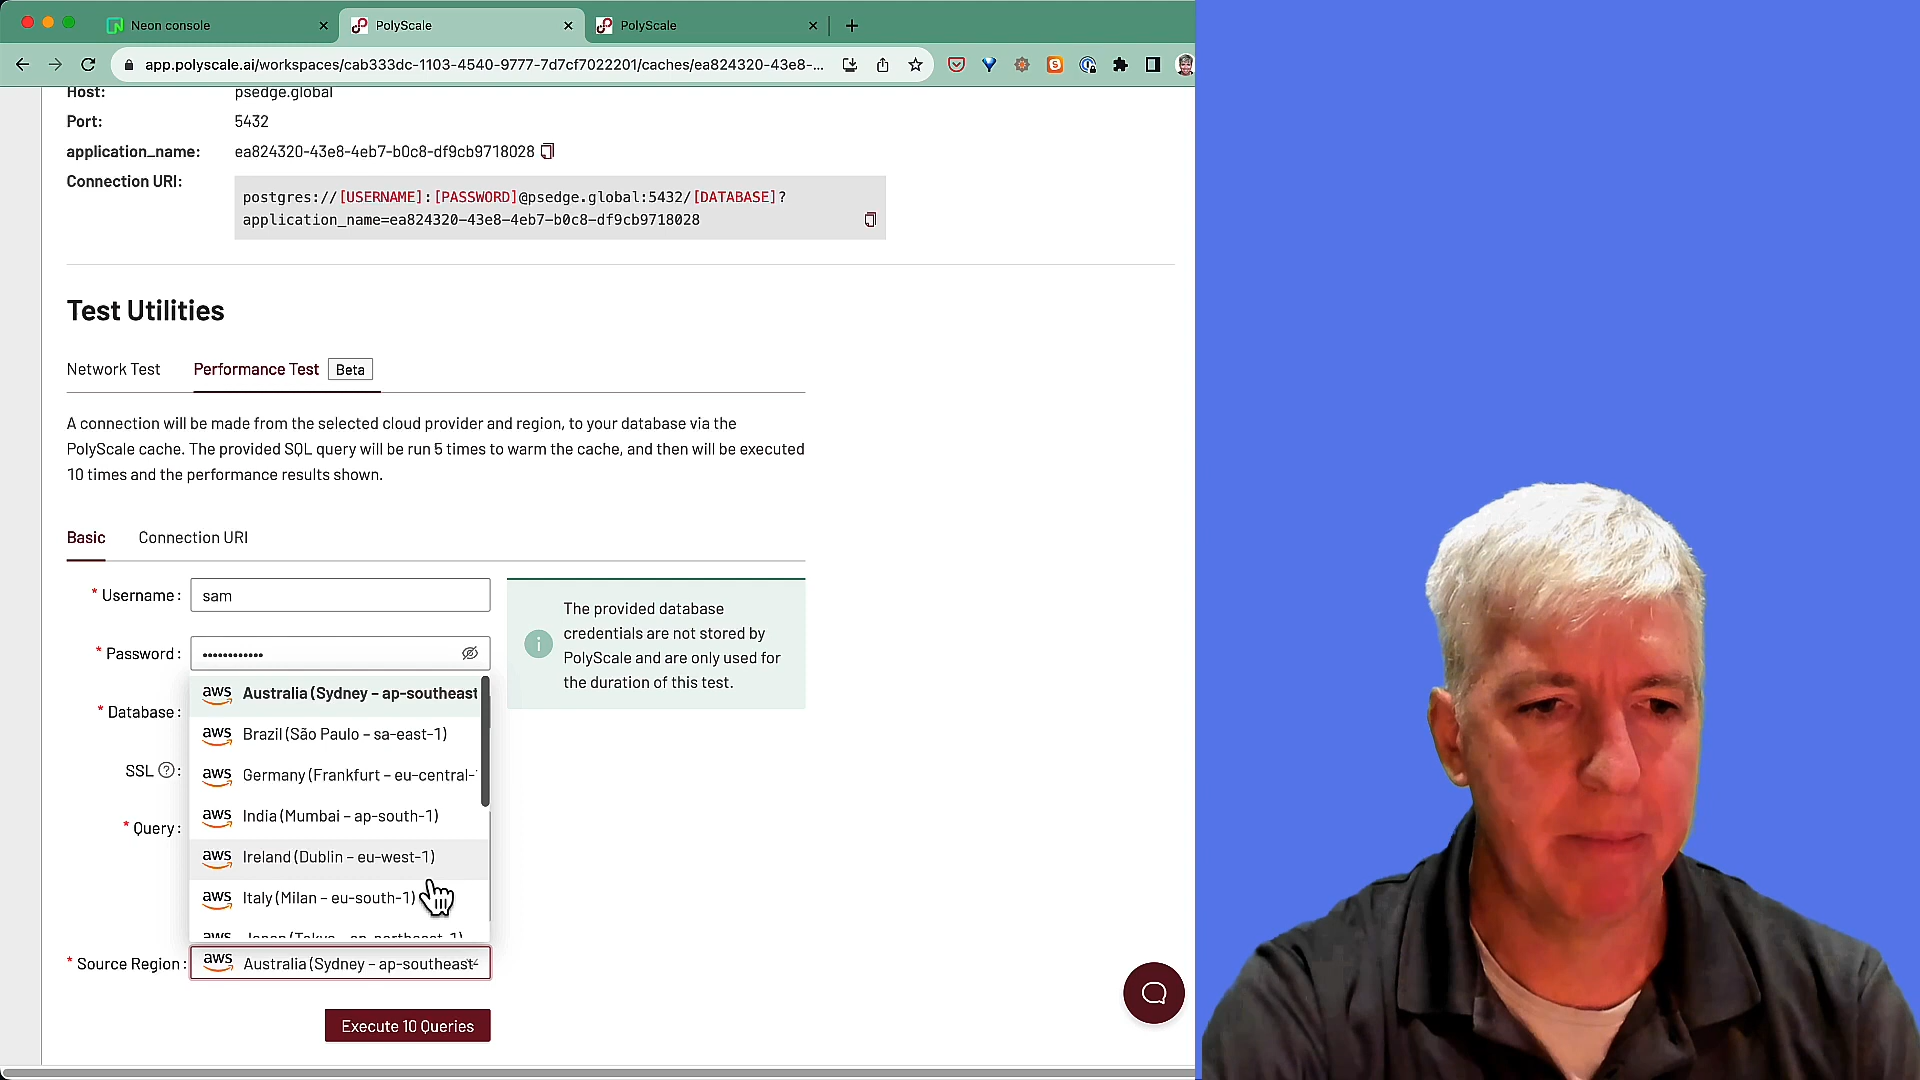 Neon console
PolyScale
PolyScale
app.polyscale.ai/workspaces/cab333dc-1103-4540-9777-7d7cf7022201/caches/ea824320-43e8-...
Host: psedge.global
Port: 5432
application_name: ea824320-43e8-4eb7-b0c8-df9cb9718028
Connection URI:
postgres://[USERNAME]:[PASSWORD]@psedge.global:5432/[DATABASE]?
application_name=ea824320-43e8-4eb7-b0c8-df9cb9718028
Test Utilities
Network Test Performance Test Beta
A connection will be made from the selected cloud provider and region, to your database via the
PolyScale cache. The provided SQL query will be run 5 times to warm the cache, and then will be executed
10 times and the performance results shown.
Basic Connection URI
* Username: sam
* Password: ••••••••••••
The provided database
credentials are not stored by
PolyScale and are only used for
the duration of this test.
* Database:
SSL ?:
* Query:
aws Australia (Sydney – ap-southeast
aws Brazil (São Paulo – sa-east-1)
aws Germany (Frankfurt – eu-central-
aws India (Mumbai – ap-south-1)
aws Ireland (Dublin – eu-west-1)
aws Italy (Milan – eu-south-1)
aws Japan (Tokyo – ap-northeast-1)
* Source Region: aws Australia (Sydney – ap-southeast-
Execute 10 Queries